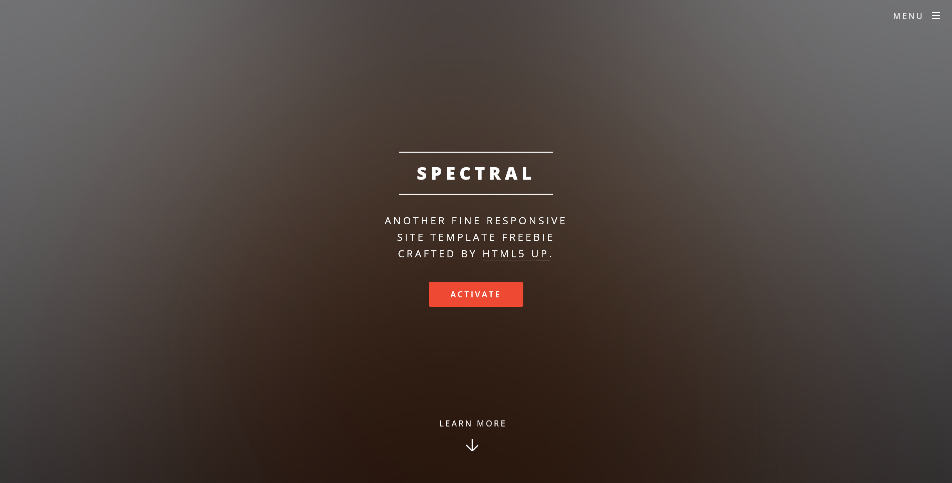 MENU
SPECTRAL
ANOTHER FINE RESPONSIVE
SITE TEMPLATE FREEBIE
CRAFTED BY HTML5 UP.
ACTIVATE
LEARN MORE